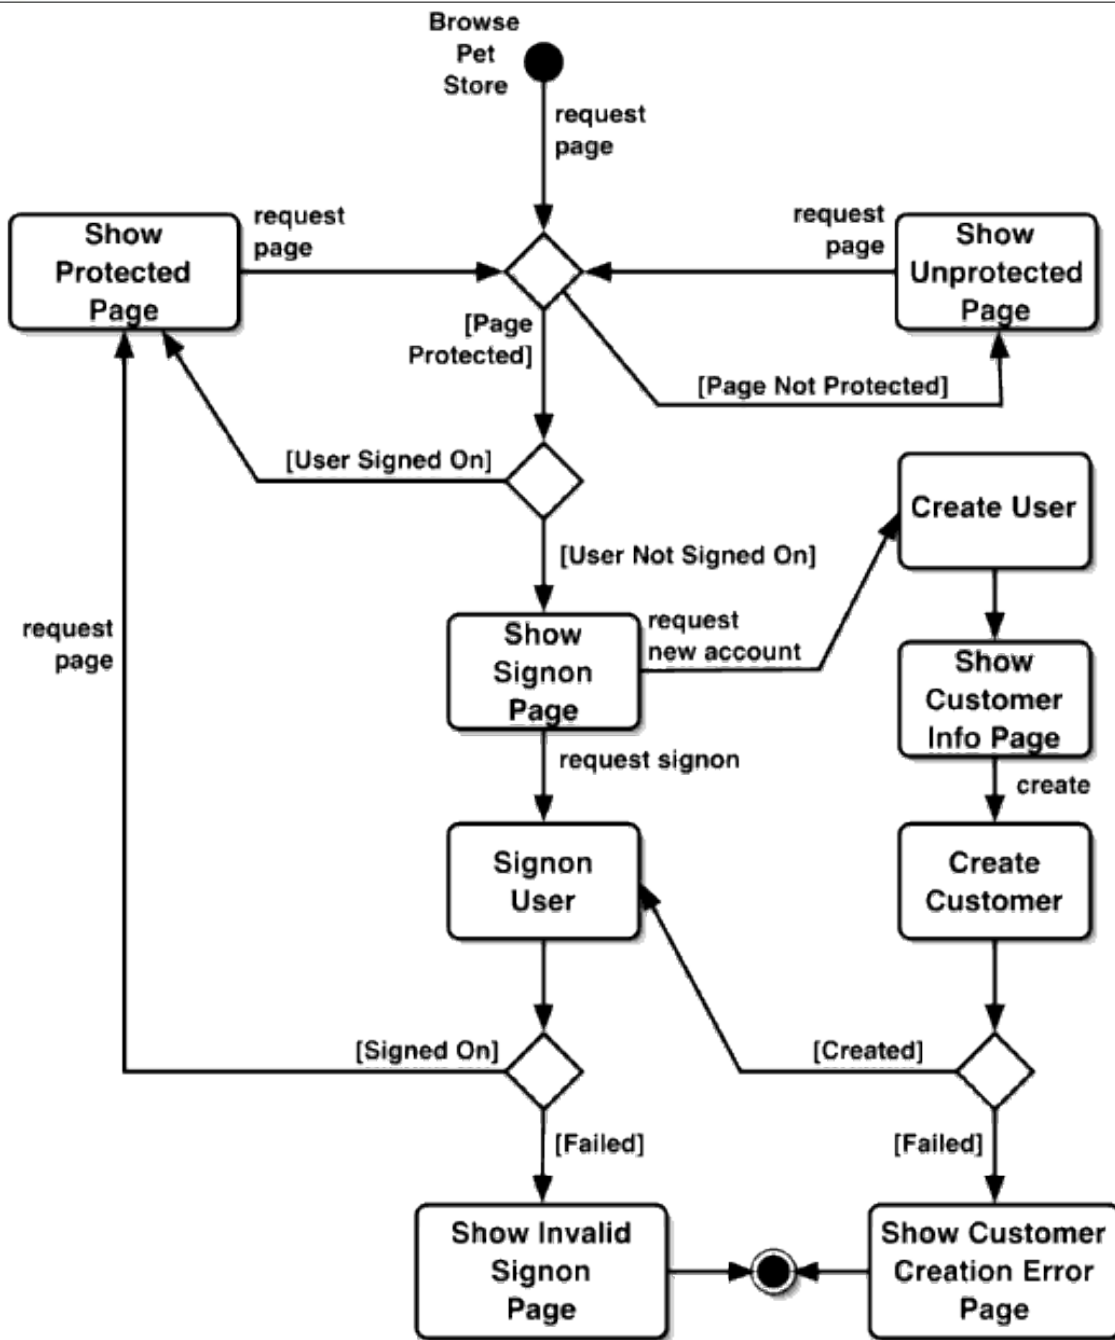 Browse
Pet
Store
request
page
Show
Protected
Page
request
page
request
page
Show
Unprotected
Page
[Page
Protected]
[Page Not Protected]
[User Signed On]
Create User
[User Not Signed On]
request
page
Show
Signon
Page
request
new account
Show
Customer
Info Page
request signon
create
Signon
User
Create
Customer
[Signed On]
[Created]
[Failed]
[Failed]
Show Invalid
Signon
Page
Show Customer
Creation Error
Page